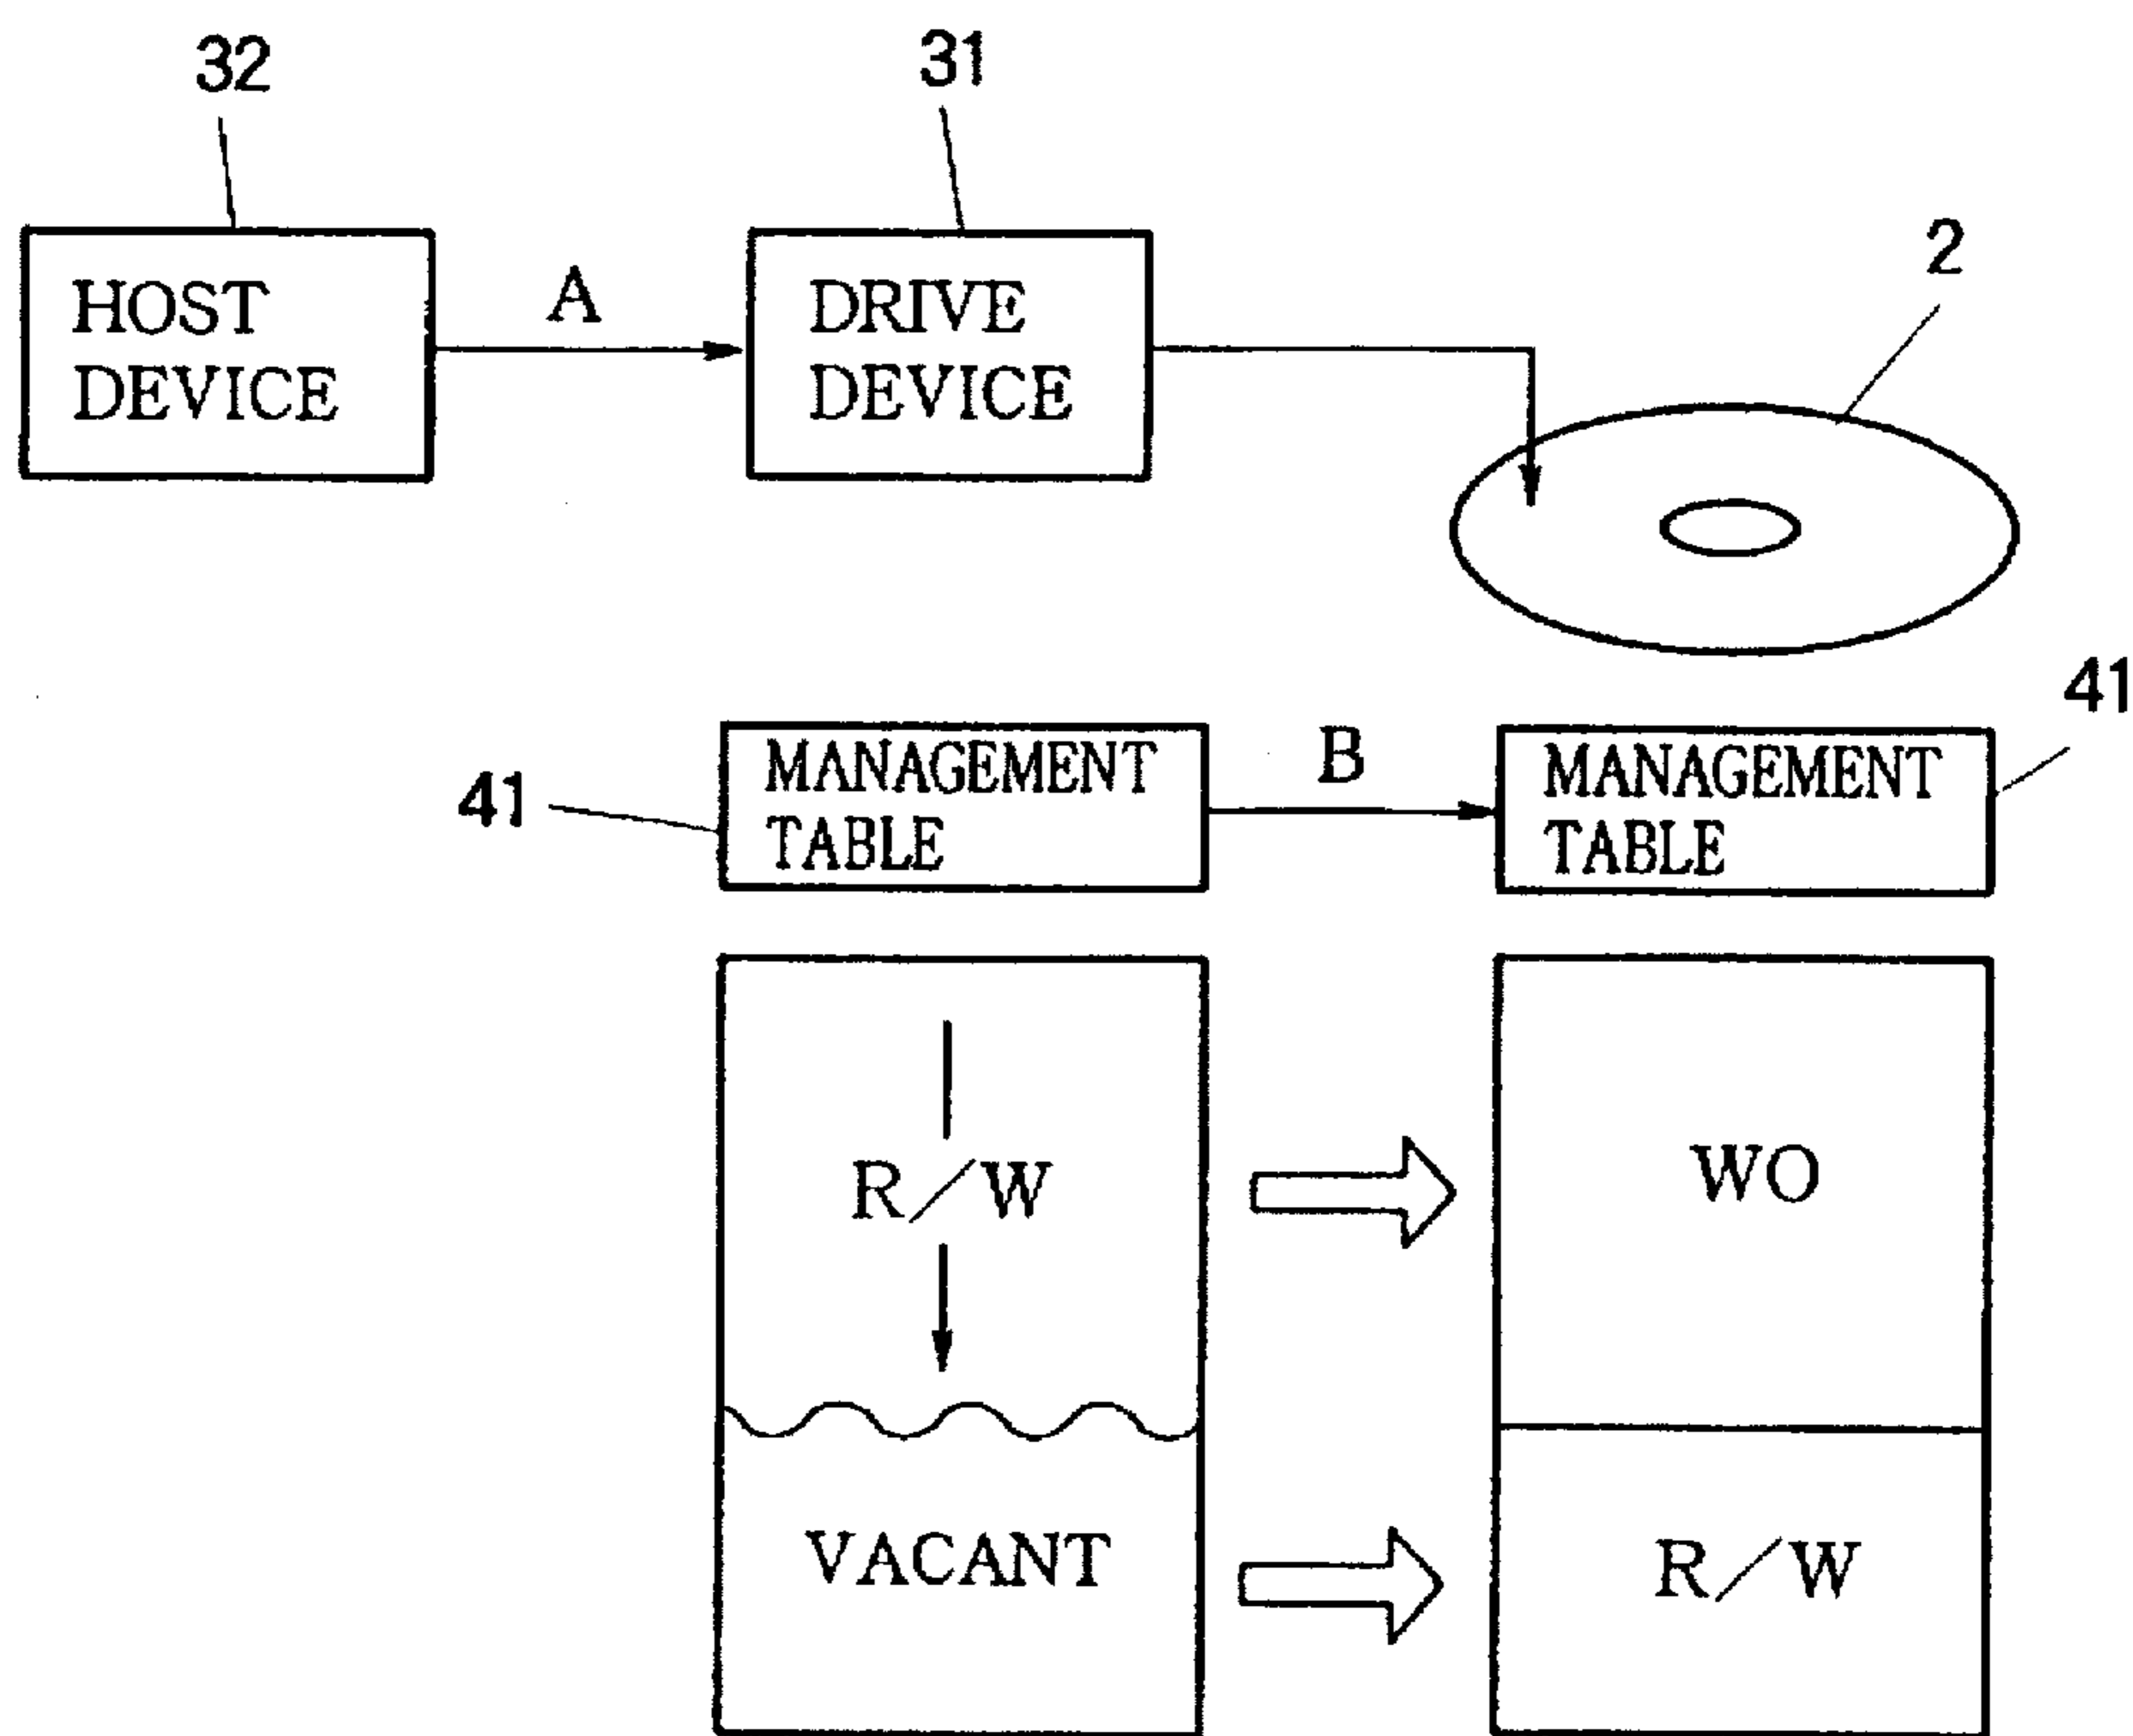 32
31
2
HOST
DEVICE
A
DRIVE
DEVICE
41
MANAGEMENT
TABLE
B
MANAGEMENT
TABLE
41
R/W
WO
VACANT
R/W